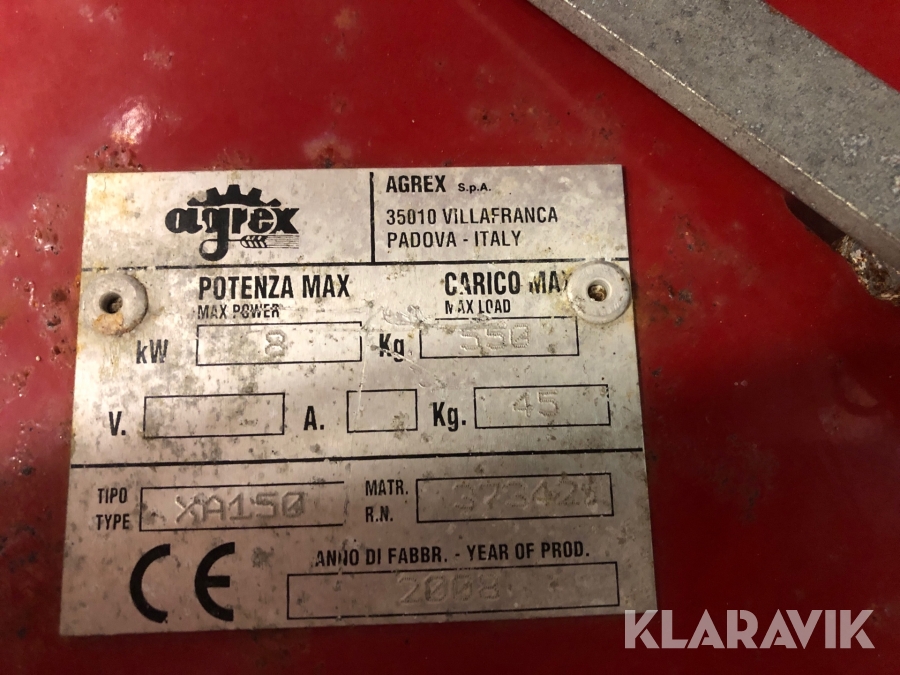 agrex
AGREX S.p.A.
35010 VILLAFRANCA
PADOVA - ITALY
POTENZA MAX
MAX POWER
CARICO MAX
MAX LOAD
kW 8 Kg. 550
V. A. Kg. 45
TIPO
TYPE
XA150
MATR.
R.N.
CE
ANNO DI FABBR. - YEAR OF PROD.
2008
KLARAVIK